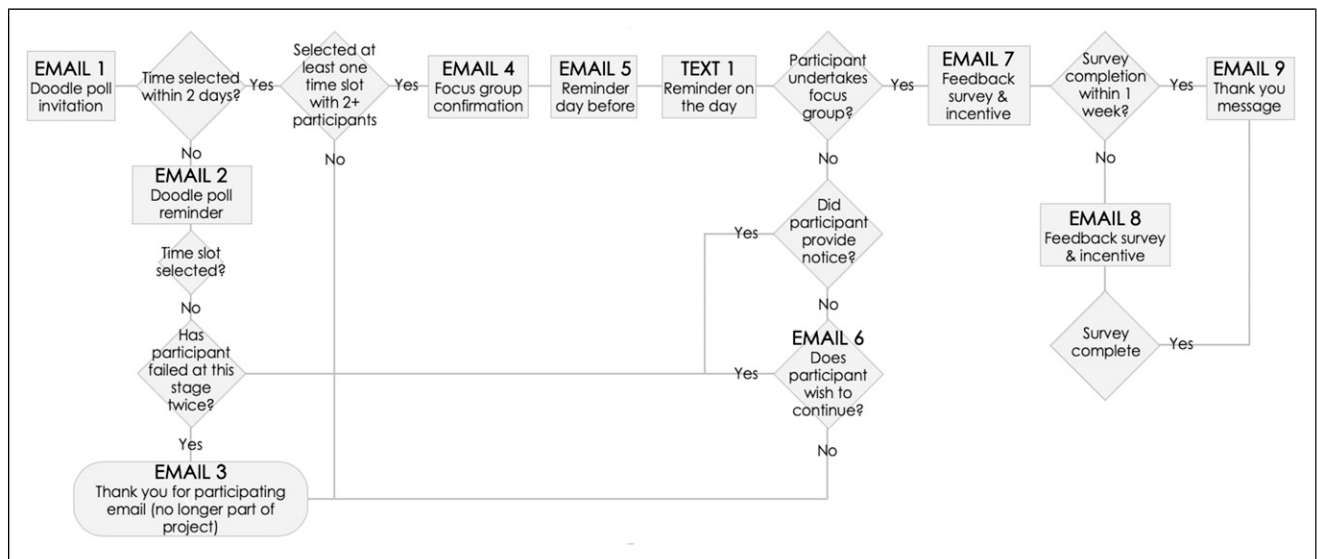 EMAIL 1
Doodle poll
invitation
Time selected
within 2 days?
Yes
Selected at
least one
time slot
with 2+
participants
Yes
EMAIL 4
Focus group
confirmation
EMAIL 5
Reminder
day before
TEXT 1
Reminder on
the day
Participant
undertakes
focus
group?
Yes
EMAIL 7
Feedback
survey &
incentive
Survey
completion
within 1
week?
Yes
EMAIL 9
Thank you
message
No
No
No
No
EMAIL 2
Doodle poll
reminder
Time slot
selected?
No
Has
participant
failed at this
stage
twice?
Yes
EMAIL 3
Thank you for participating
email (no longer part of
project)
Did
participant
provide
notice?
Yes
No
EMAIL 6
Does
participant
wish to
continue?
Yes
No
EMAIL 8
Feedback survey
& incentive
Survey
complete
Yes